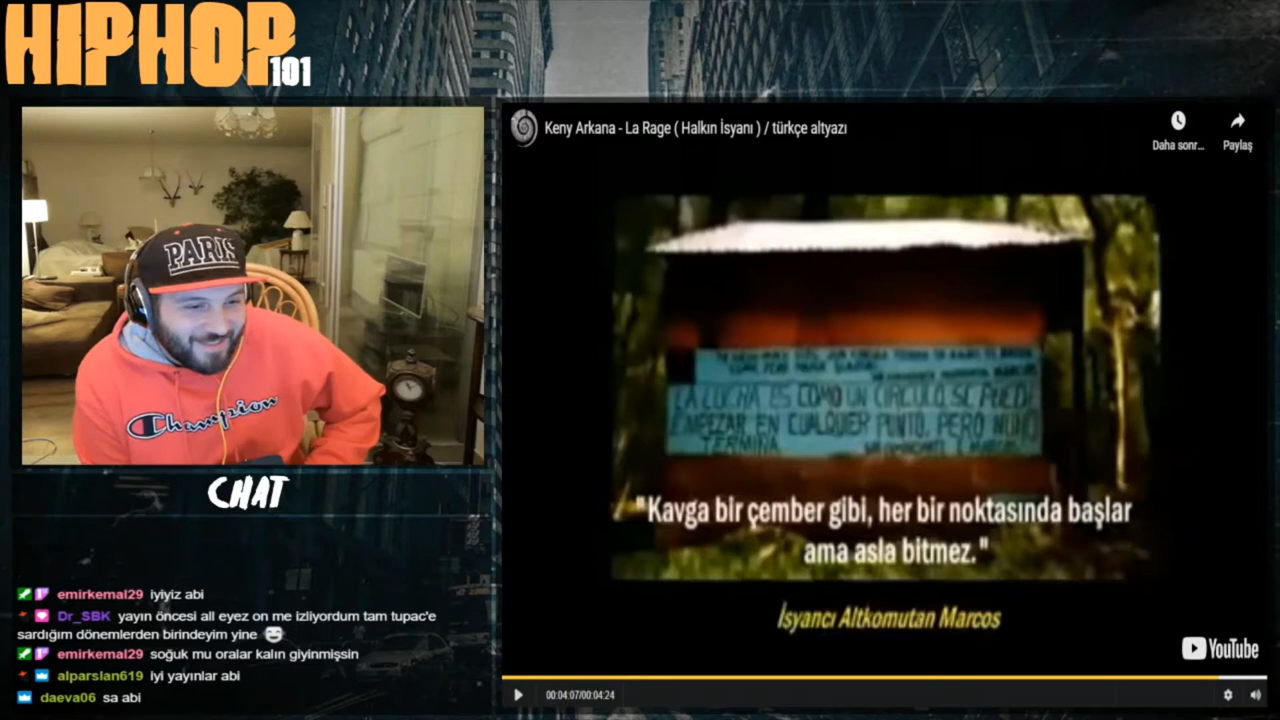 HIPHOP
101
PARIS
Champion
CHAT
emirkemal29 iyiyiz abi
Dr_SBK yayın öncesi all eyez on me izliyordum tam tupac'e
sardığım dönemlerden birindeyim yine
emirkemal29 soğuk mu oralar kalın giyinmişsin
alparslan619 iyi yayınlar abi
daeva06 sa abi
Keny Arkana - La Rage ( Halkın İsyanı ) / türkçe altyazı
Daha sonr...
Paylaş
LA LUCHA ES COMO UN CIRCULO, SE PUEDE
EMPEZAR EN CUALQUIER PUNTO, PERO NUNC
TERMINA
"Kavga bir çember gibi, her bir noktasında başlar
ama asla bitmez."
İsyancı Altkomutan Marcos
YouTube
00:04:07/00:04:24